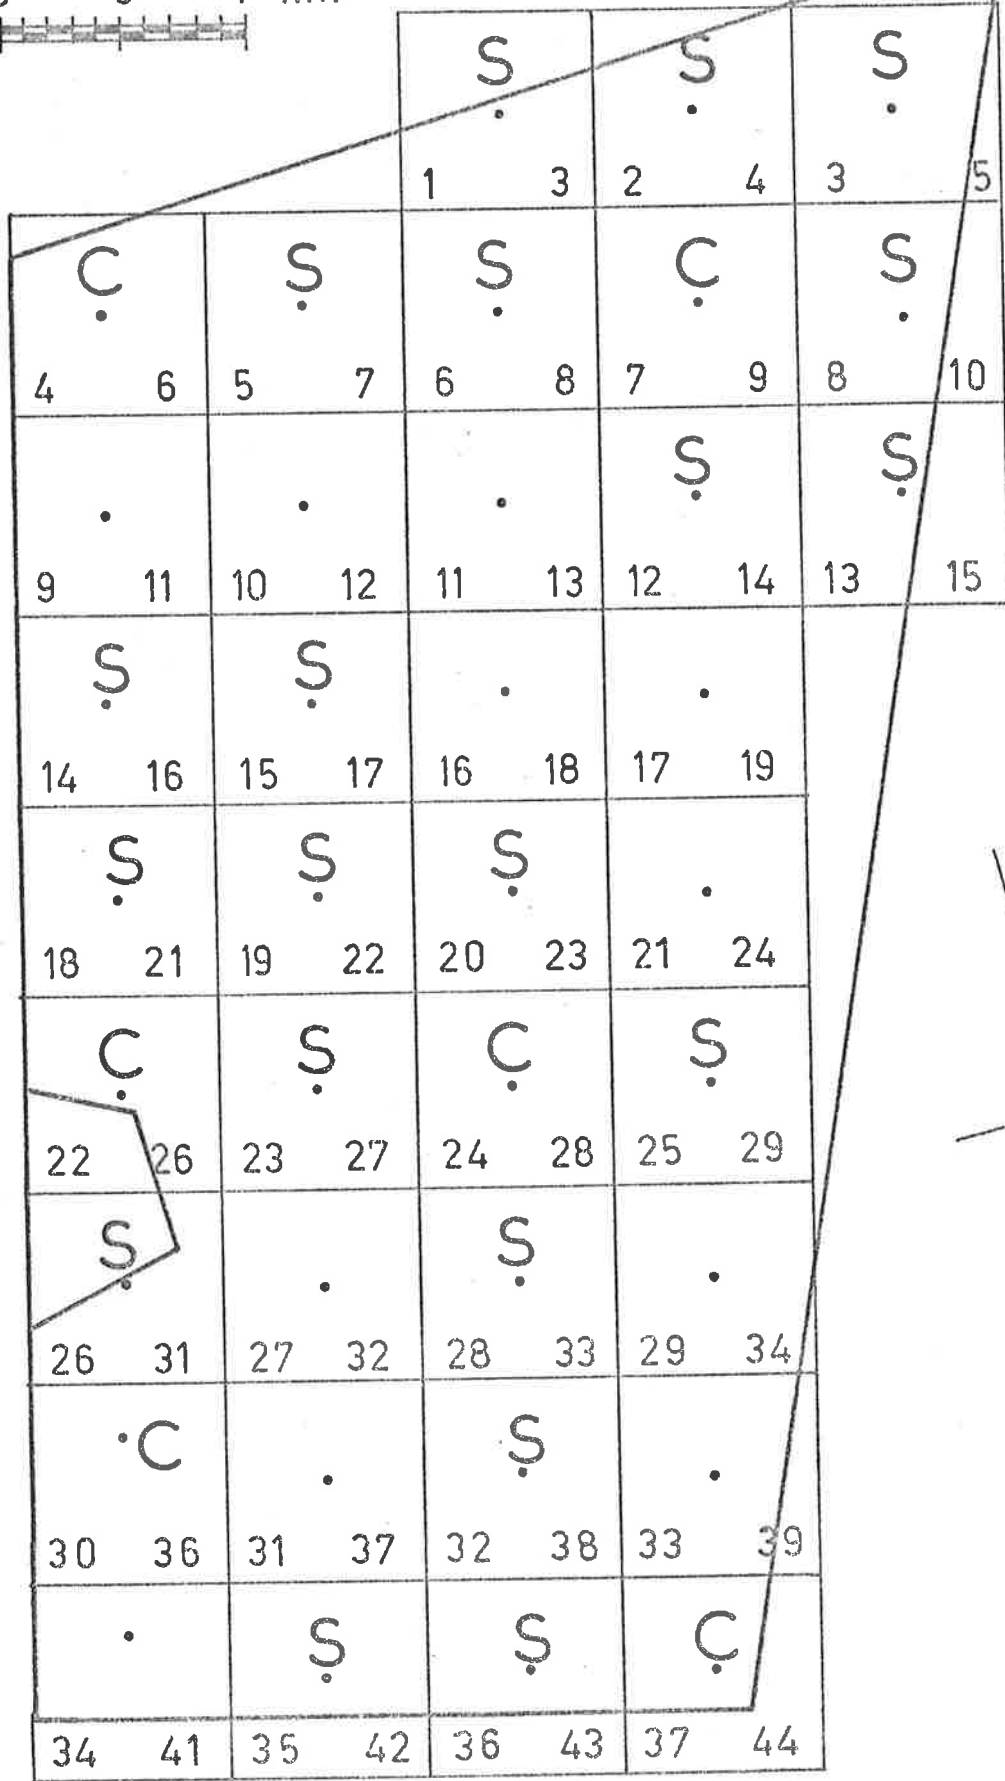 S S S
1 3 2 4 3 5
C S S C S
4 6 5 7 6 8 7 9 8 10
S S
9 11 10 12 11 13 12 14 13 15
S S
14 16 15 17 16 18 17 19
S S S
18 21 19 22 20 23 21 24
C S C S
22 26 23 27 24 28 25 29
S S
26 31 27 32 28 33 29 34
C S
30 36 31 37 32 38 33 39
S S C
34 41 35 42 36 43 37 44